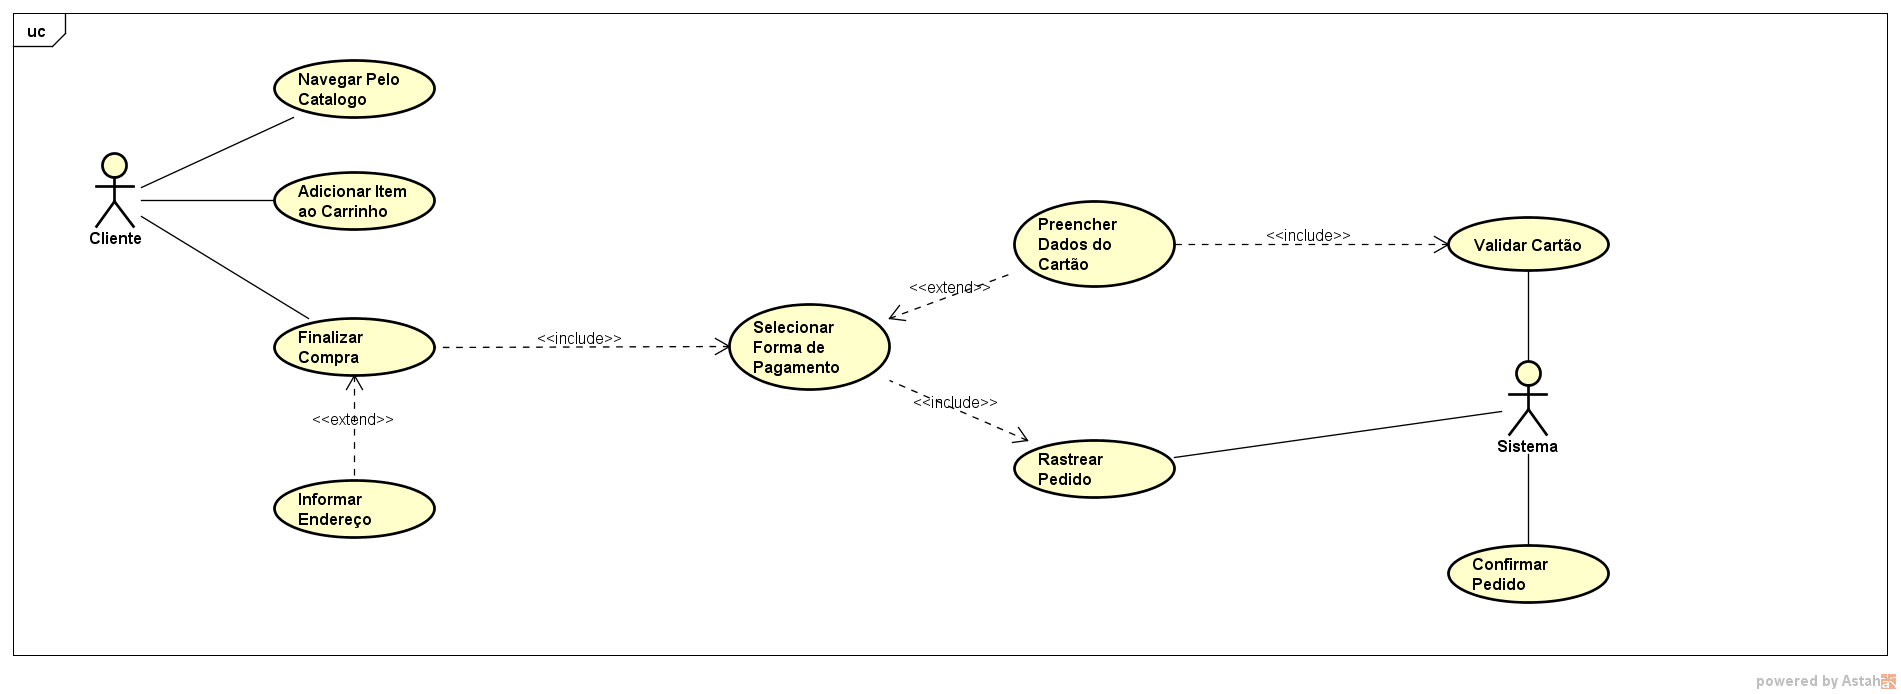 uc
Navegar Pelo
Catalogo
Adicionar Item
ao Carrinho
Cliente
Finalizar
Compra
<<include>>
<<extend>>
Informar
Endereço
Selecionar
Forma de
Pagamento
<<extend>>
<<include>>
Preencher
Dados do
Cartão
<<include>>
Validar Cartão
Rastrear
Pedido
Sistema
Confirmar
Pedido
powered by Astah